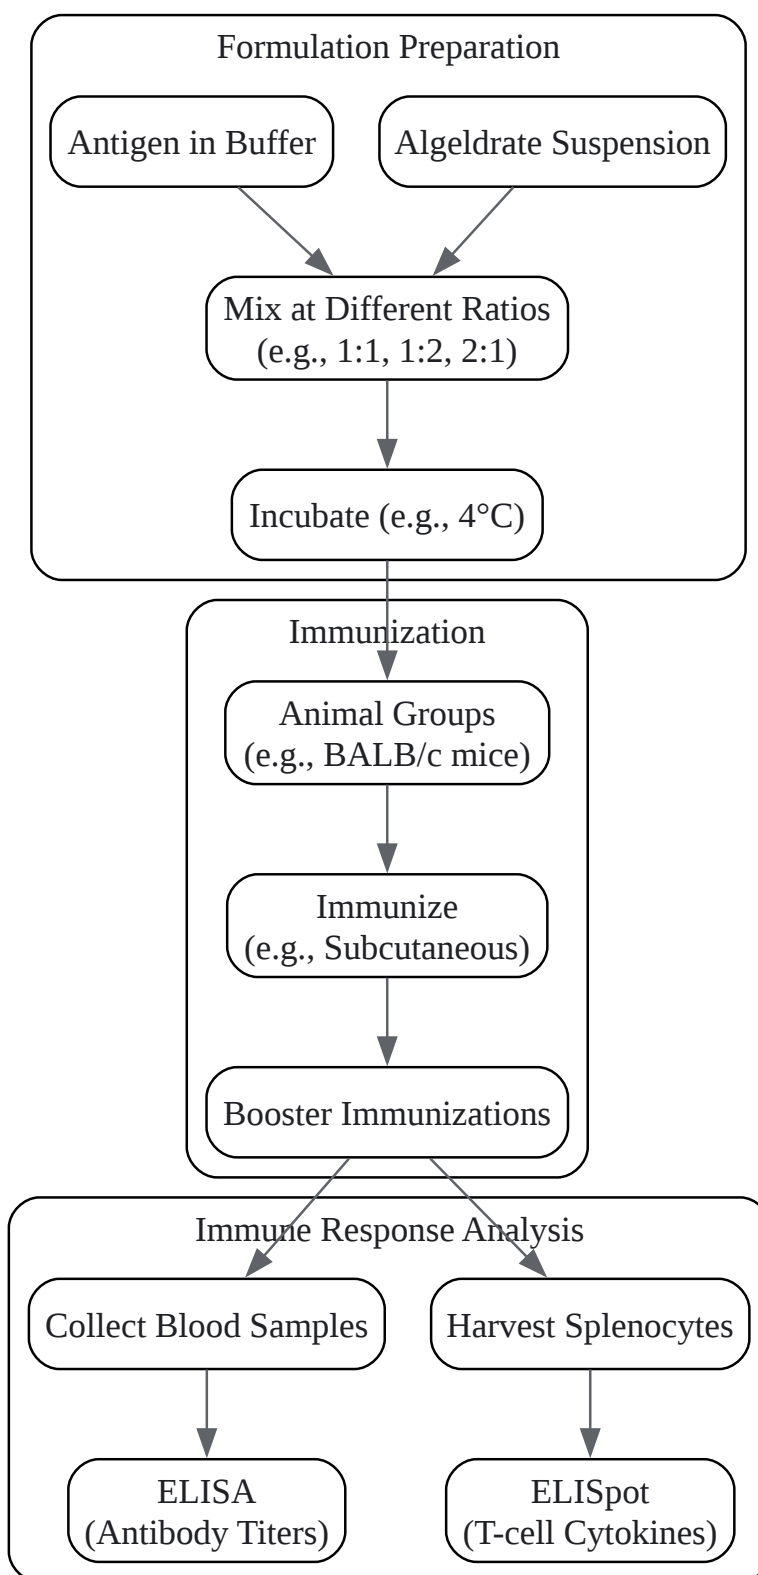 Formulation Preparation
Antigen in Buffer
Algeldrate Suspension
Mix at Different Ratios
(e.g., 1:1, 1:2, 2:1)
Incubate (e.g., 4°C)
Immunization
Animal Groups
(e.g., BALB/c mice)
Immunize
(e.g., Subcutaneous)
Booster Immunizations
Immune Response Analysis
Collect Blood Samples
Harvest Splenocytes
ELISA
(Antibody Titers)
ELISpot
(T-cell Cytokines)